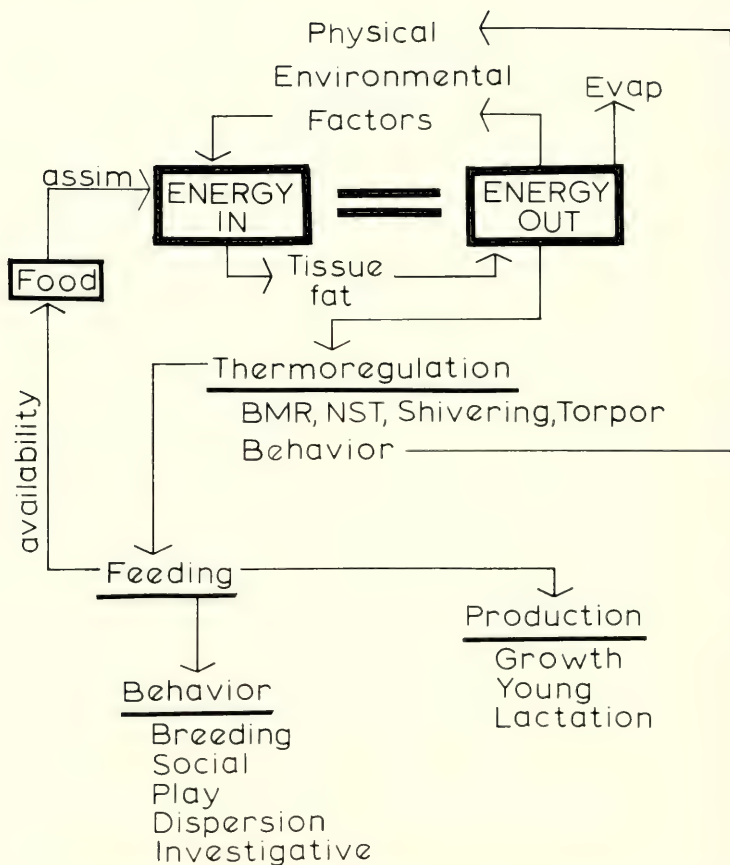 Physical
Environmental
Factors
Evap
assim
ENERGY
IN
ENERGY
OUT
Food
Tissue
fat
Thermoregulation
BMR, NST, Shivering, Torpor
Behavior
availability
Feeding
Production
Growth
Young
Lactation
Behavior
Breeding
Social
Play
Dispersion
Investigative